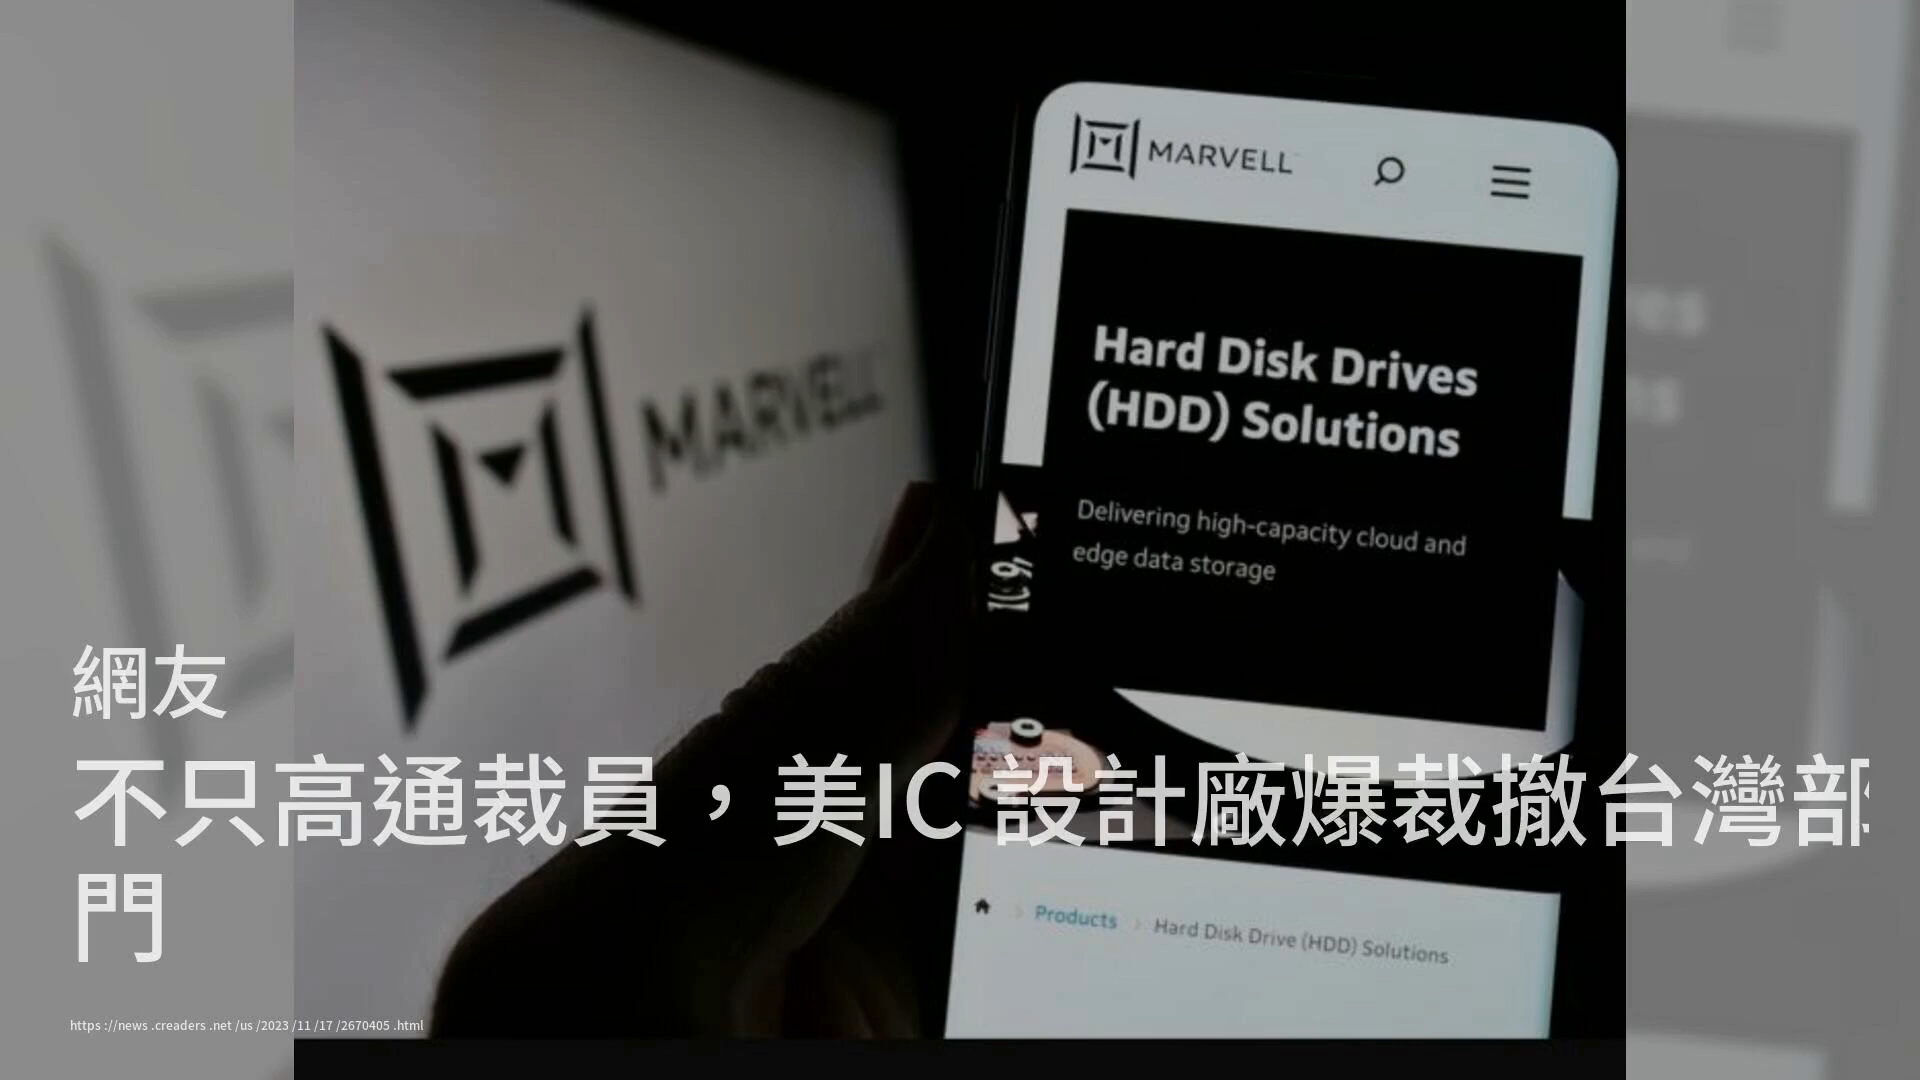 MARVELL
MARVELL
Hard Disk Drives
(HDD) Solutions
Delivering high-capacity cloud and
edge data storage
網友
不只高通裁員，美IC 設計廠爆裁撤台灣部
門
Products
Hard Disk Drive (HDD) Solutions
https ://news .creaders .net /us /2023 /11 /17 /2670405 .html